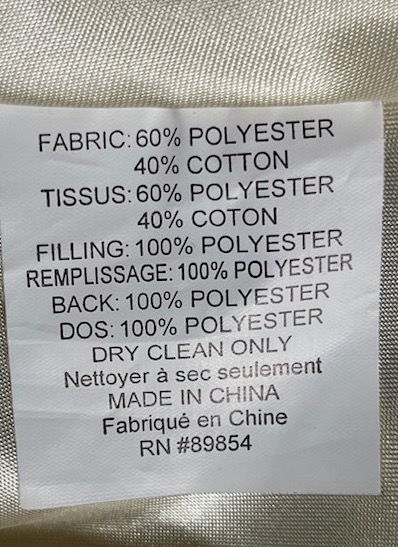 FABRIC: 60% POLYESTER
40% COTTON
TISSUS: 60% POLYESTER
40% COTON
FILLING: 100% POLYESTER
REMPLISSAGE: 100% POLYESTER
BACK: 100% POLYESTER
DOS: 100% POLYESTER
DRY CLEAN ONLY
Nettoyer à sec seulement
MADE IN CHINA
Fabriqué en Chine
RN #89854